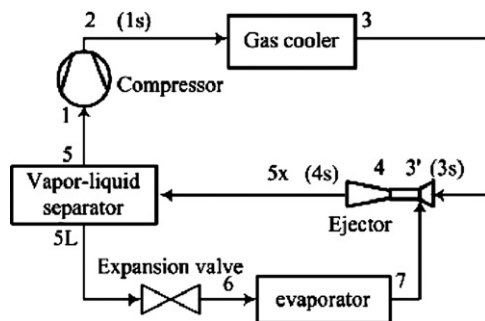 2 (1s)
Gas cooler
3
Compressor
1
5
Vapor-liquid
separator
5L
5x (4s)
4 3' (3s)
Ejector
Expansion valve
6
evaporator
7